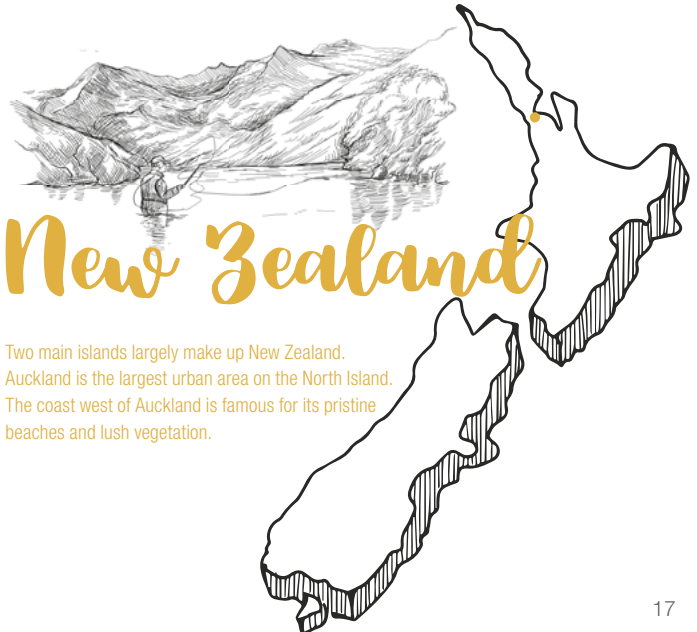 New Zealand
Two main islands largely make up New Zealand.
Auckland is the largest urban area on the North Island.
The coast west of Auckland is famous for its pristine
beaches and lush vegetation.
17